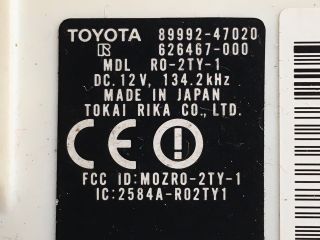 TOYOTA 89992-47020
R 626467-000
MDL RO-2TY-1
DC.12V, 134.2kHz
MADE IN JAPAN
TOKAI RIKA CO.,LTD.
CE
FCC ID:MOZRO-2TY-1
IC:2584A-RO2TY1